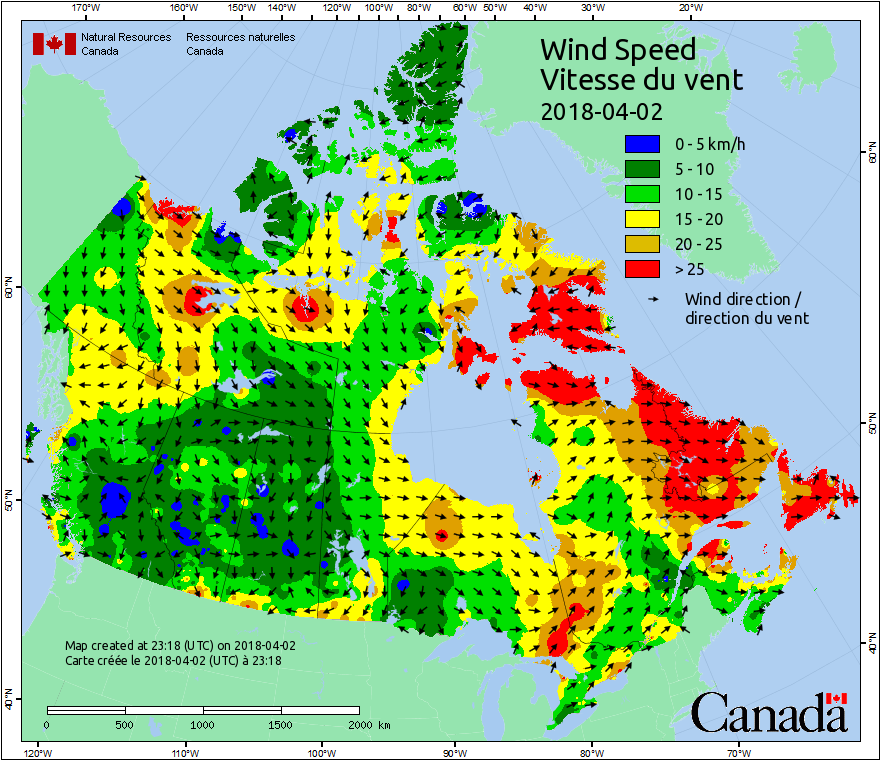 170°W 160°W 150°W 140°W 130°W 120°W 110°W 100°W 90°W 80°W 60°W 50°W 40°W 30°W 20°W
Natural Resources Canada
Ressources naturelles Canada
Wind Speed
Vitesse du vent
2018-04-02
0 - 5 km/h
5 - 10
10 - 15
15 - 20
20 - 25
> 25
Wind direction /
direction du vent
60°N
60°N
50°N
50°N
40°N
40°N
Map created at 23:18 (UTC) on 2018-04-02
Carte créée le 2018-04-02 (UTC) à 23:18
0 500 1000 1500 2000 km
Canada
120°W 110°W 100°W 90°W 80°W 70°W